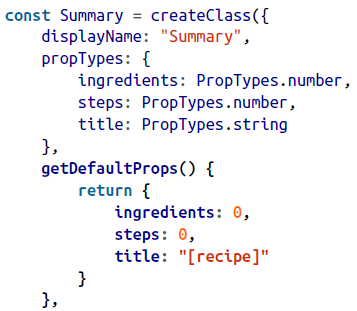 const Summary = createClass({
    displayName: "Summary",
    propTypes: {
        ingredients: PropTypes.number,
        steps: PropTypes.number,
        title: PropTypes.string
    },
    getDefaultProps() {
        return {
            ingredients: 0,
            steps: 0,
            title: "[recipe]"
        }
    },